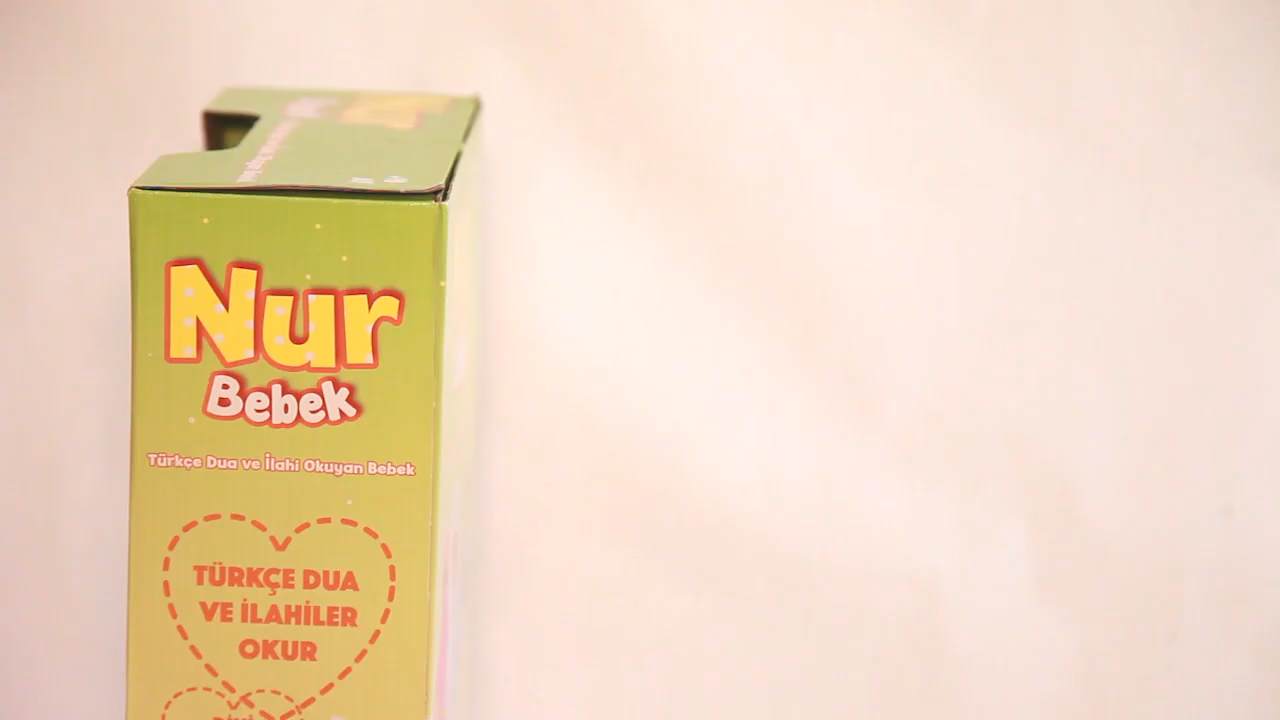 Nur
Bebek
Türkçe Dua ve İlahi Okuyan Bebek
TÜRKÇE DUA
VE İLAHİLER
OKUR